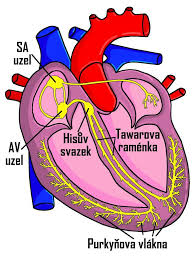 SA
uzel
AV
uzel
Hisův
svazek
Tawarova
raménka
Purkyňova vlákna